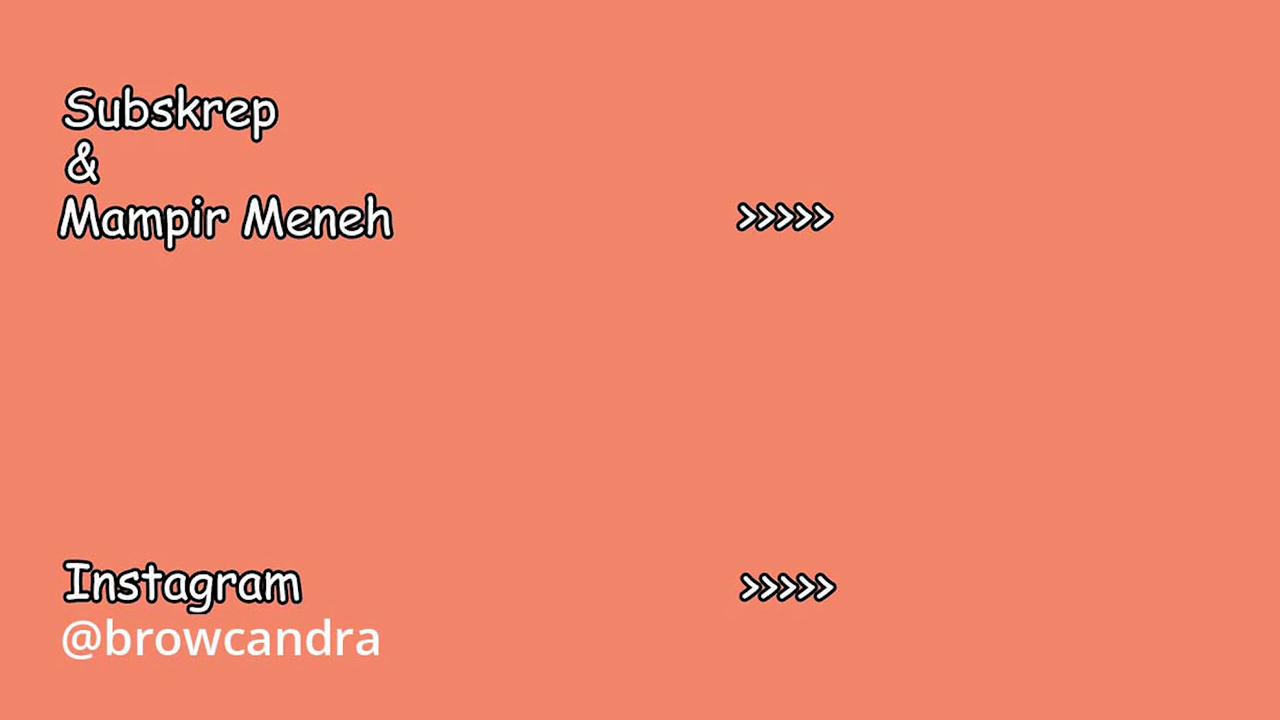 Subskrep
&
Mampir Meneh
>>>>>
Instagram
>>>>>
@browcandra